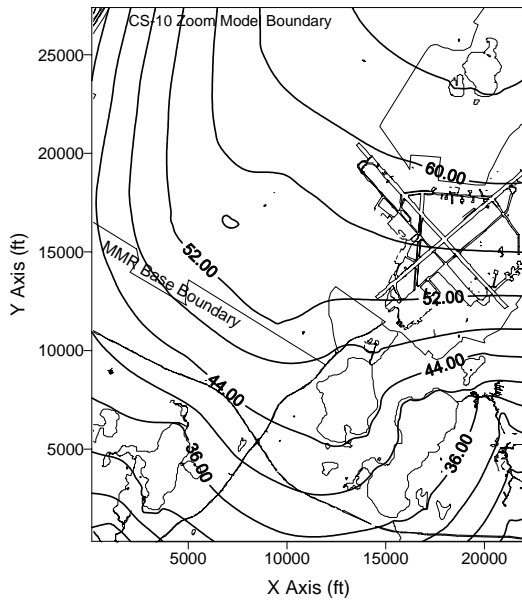 CS-10 Zoom Model Boundary
25000
20000
15000
10000
5000
Y Axis (ft)
60.00
52.00
52.00
MMR Base Boundary
44.00
44.00
36.00
36.00
5000 10000 15000 20000
X Axis (ft)